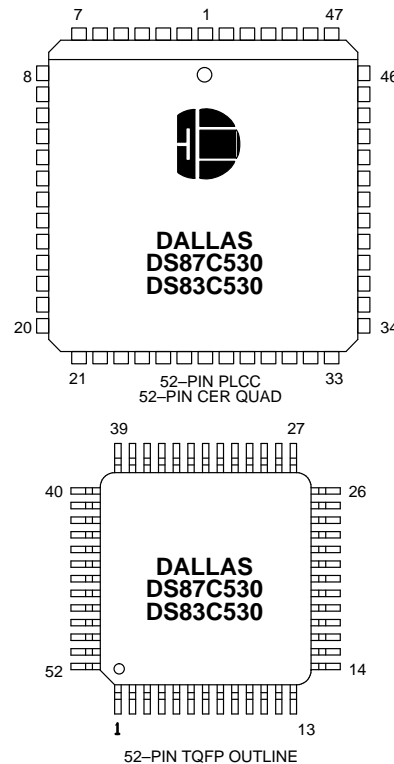 7 1 47
8 46
DALLAS
DS87C530
DS83C530
20 34
21 33
52–PIN PLCC
52–PIN CER QUAD
39 27
40 26
DALLAS
DS87C530
DS83C530
52 14
1 13
52–PIN TQFP OUTLINE